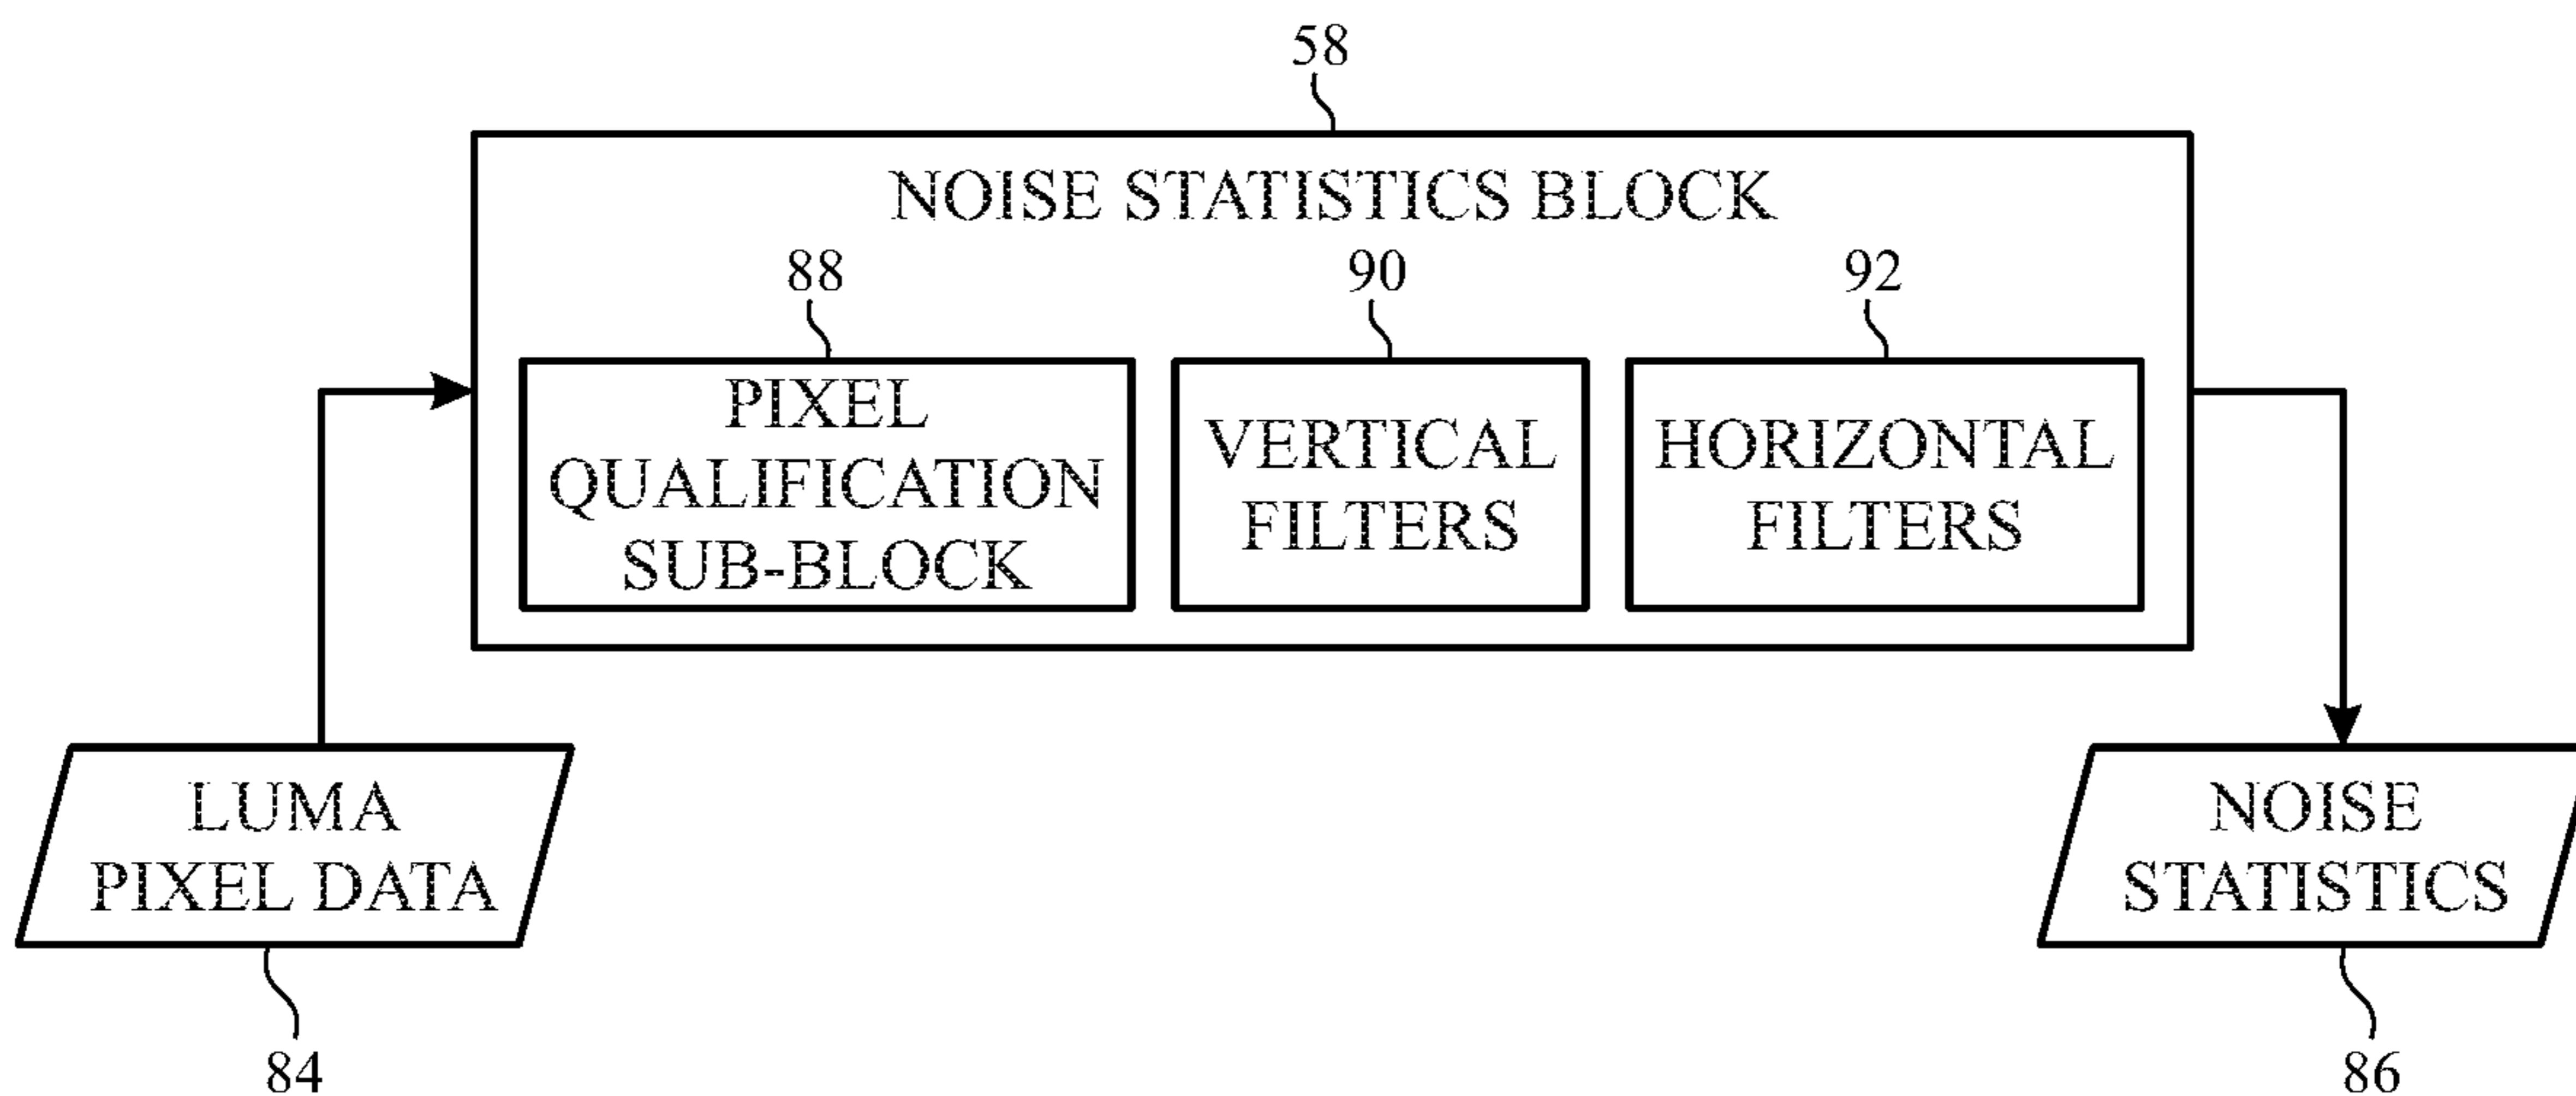 58
NOISE STATISTICS BLOCK
88
90
92
PIXEL
QUALIFICATION
SUB-BLOCK
VERTICAL
FILTERS
HORIZONTAL
FILTERS
LUMA
PIXEL DATA
NOISE
STATISTICS
84
86